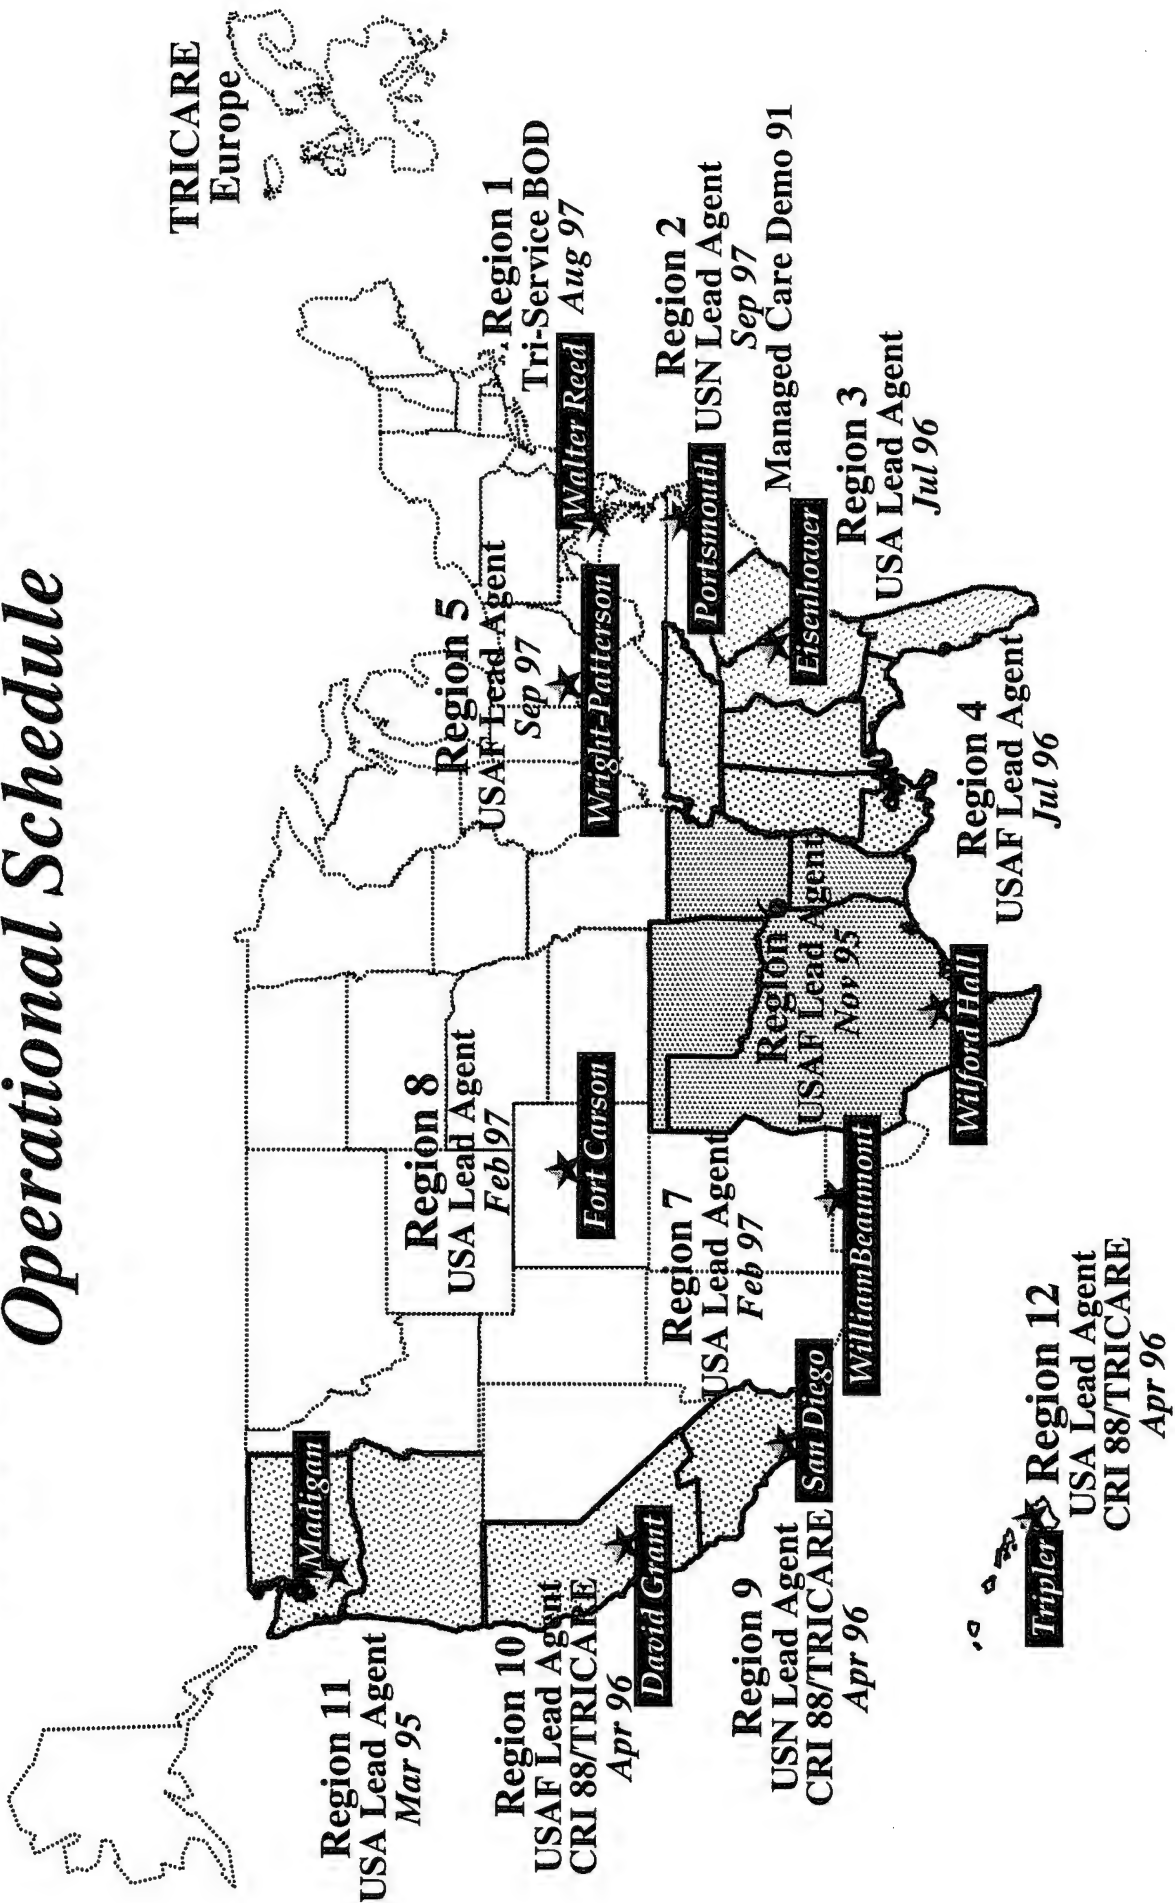 Operational Schedule
TRICARE
Europe
Region 1
Tri-Service BOD
Aug 97
Walter Reed
Region 2
USN Lead Agent
Sep 97
Managed Care Demo 91
Portsmouth
Region 3
USA Lead Agent
Jul 96
Eisenhower
Region 4
USAF Lead Agent
Jul 96
Region 5
USAF Lead Agent
Sep 97
Wright-Patterson
Region 6
USAF Lead Agent
Nov 95
Wilford Hall
Region 7
USA Lead Agent
Feb 97
WilliamBeaumont
Region 8
USA Lead Agent
Feb 97
Fort Carson
Region 9
USN Lead Agent
CRI 88/TRICARE
Apr 96
San Diego
Region 10
USAF Lead Agent
CRI 88/TRICARE
Apr 96
David Grant
Region 11
USA Lead Agent
Mar 95
Madigan
Region 12
USA Lead Agent
CRI 88/TRICARE
Apr 96
Tripler